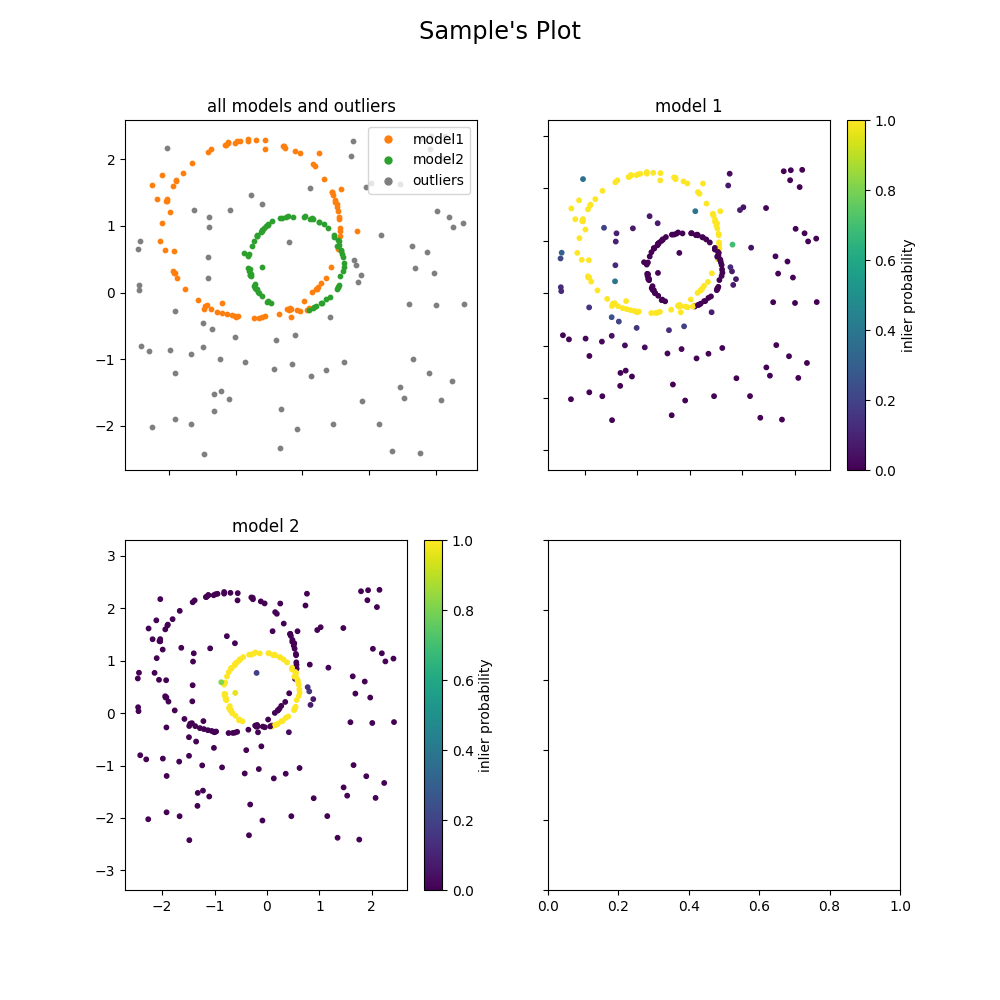 Sample's Plot
all models and outliers
model 1
model1
model2
outliers
2
1
0
−1
−2
1.0
0.8
0.6
0.4
0.2
0.0
inlier probability
model 2
3
2
1
0
−1
−2
−3
−2 −1 0 1 2
1.0
0.8
0.6
0.4
0.2
0.0
inlier probability
0.0 0.2 0.4 0.6 0.8 1.0